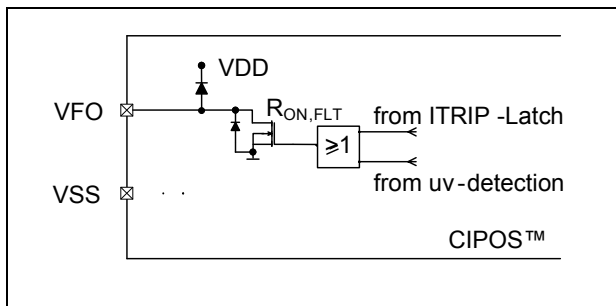 VDD
VFO
RON,FLT
from ITRIP -Latch
≥1
from uv-detection
VSS
CIPOS™